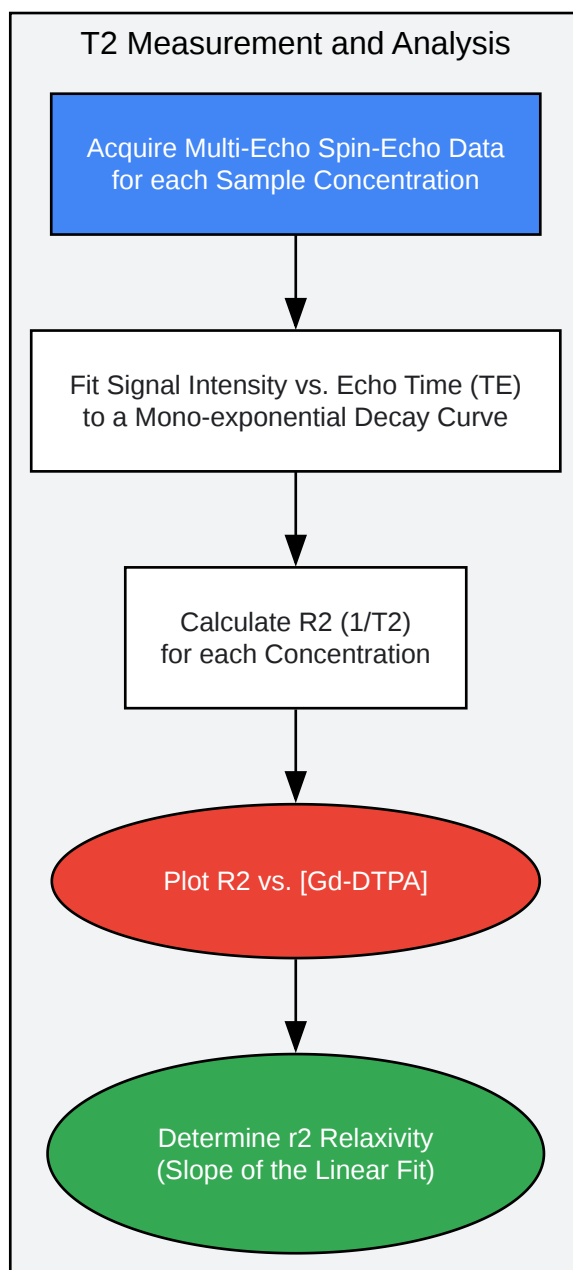 T2 Measurement and Analysis
Acquire Multi-Echo Spin-Echo Data
for each Sample Concentration
Fit Signal Intensity vs. Echo Time (TE)
to a Mono-exponential Decay Curve
Calculate R2 (1/T2)
for each Concentration
Plot R2 vs. [Gd-DTPA]
Determine r2 Relaxivity
(Slope of the Linear Fit)